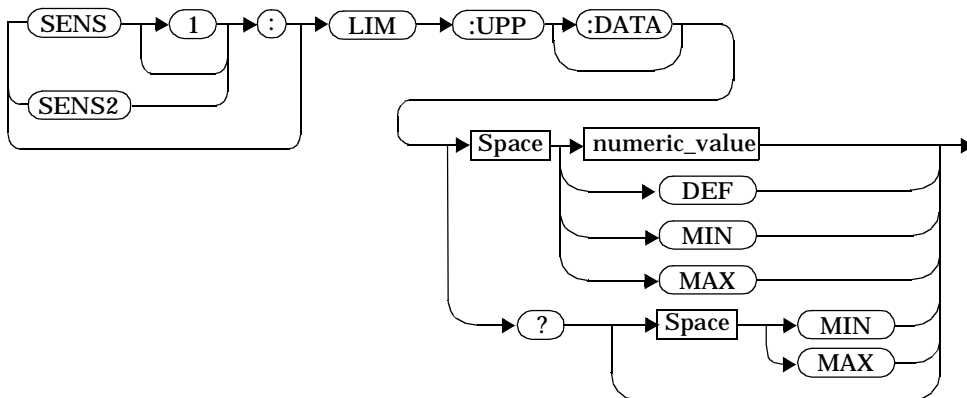 SENS 1 : LIM :UPP :DATA
SENS2
Space numeric_value
DEF
MIN
MAX
? Space MIN
MAX